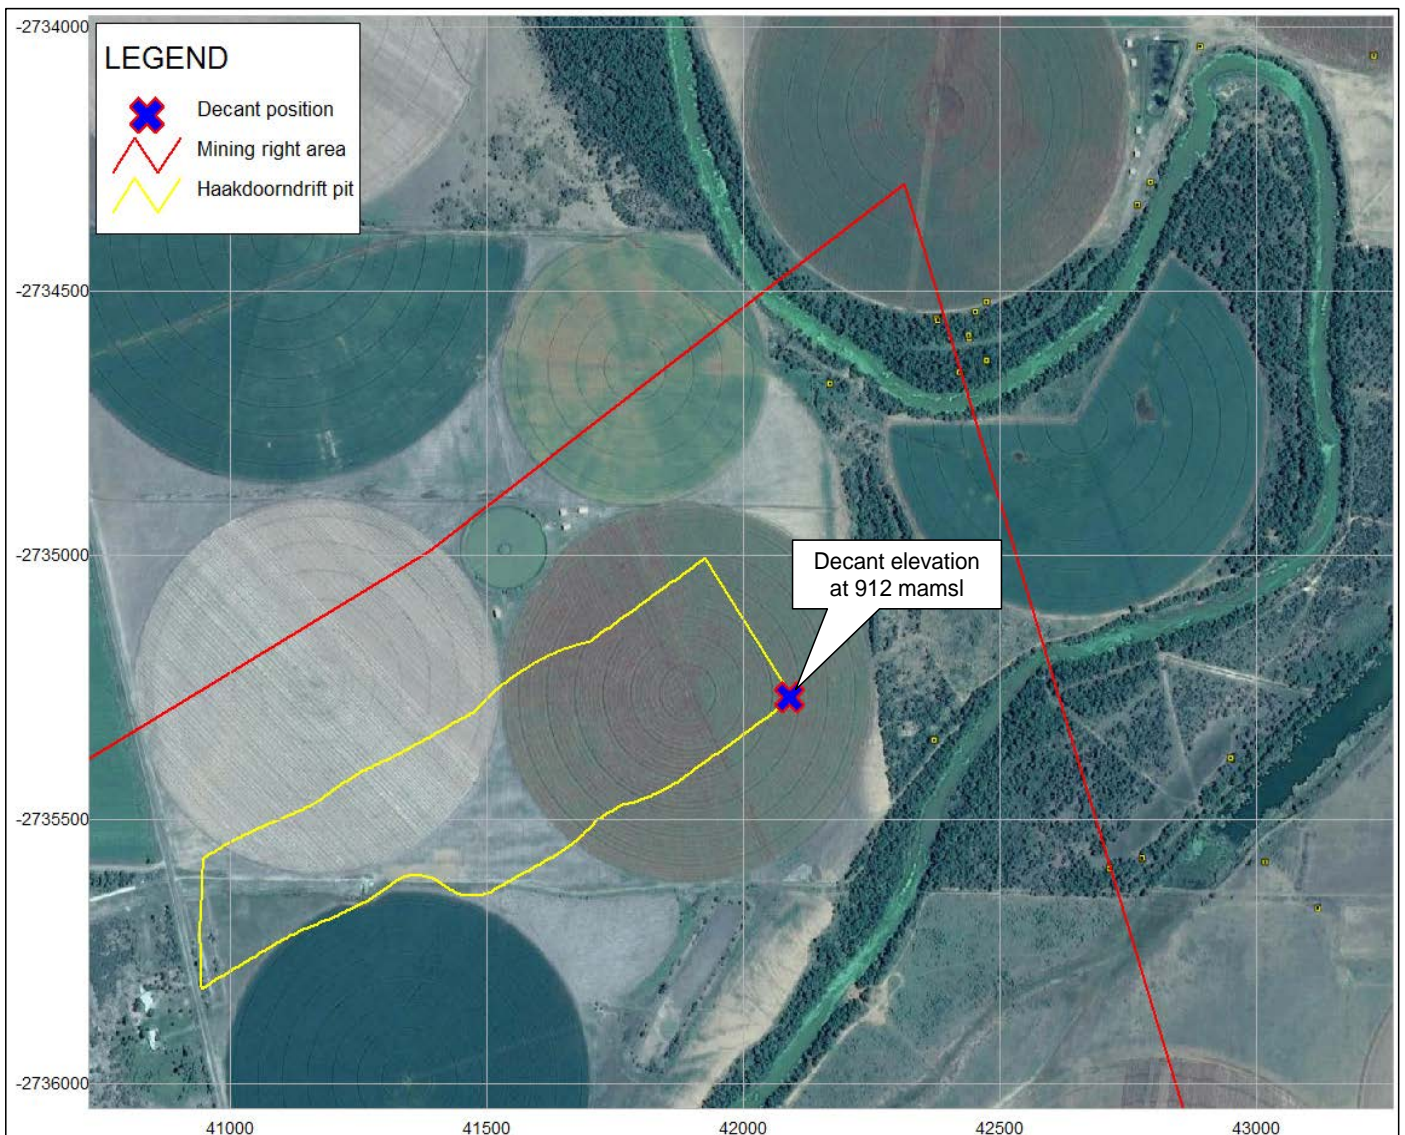 -2734000
LEGEND
Decant position
Mining right area
Haakdoorndrift pit
-2734500
-2735000
Decant elevation
at 912 mamsl
-2735500
-2736000
41000 41500 42000 42500 43000